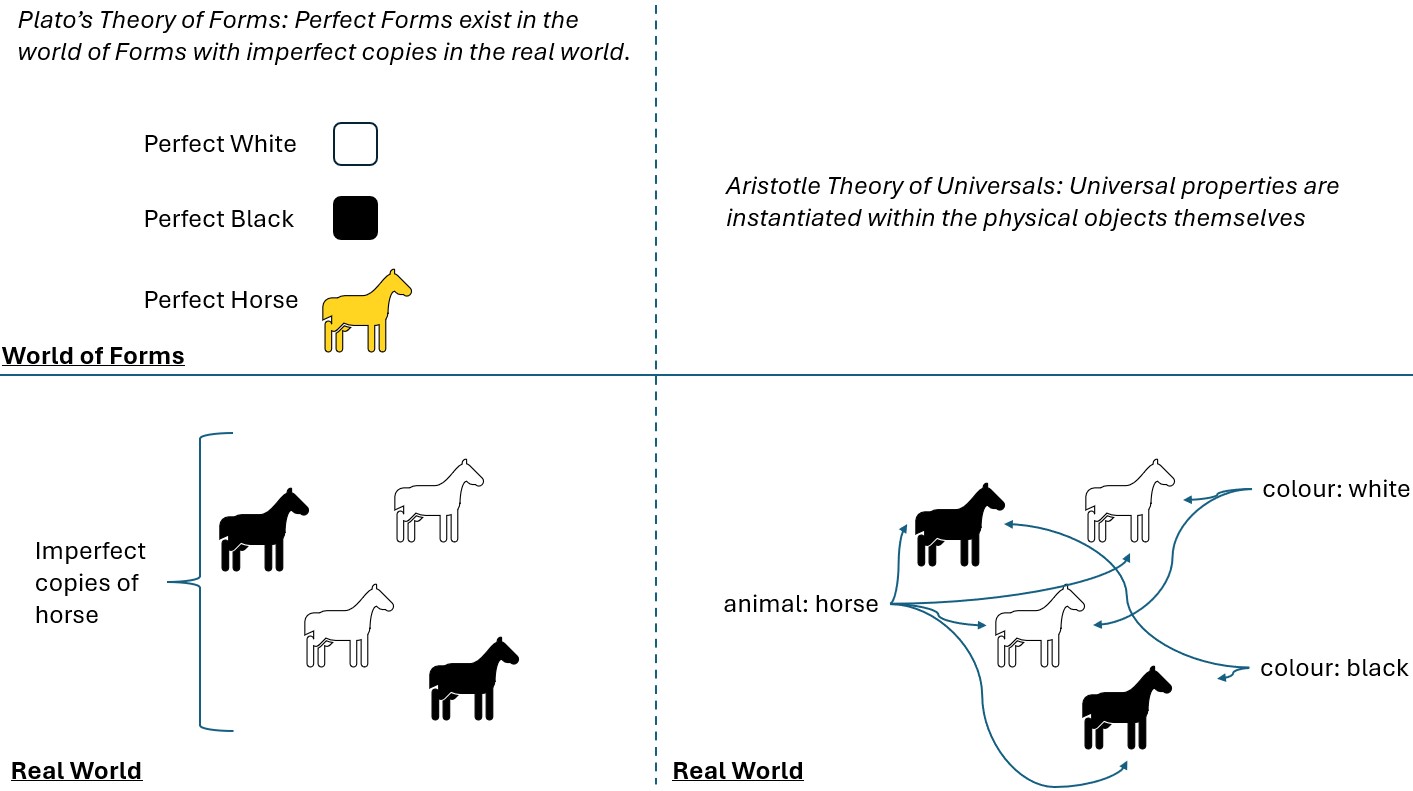 Plato’s Theory of Forms: Perfect Forms exist in the
world of Forms with imperfect copies in the real world.
Perfect White
Perfect Black
Perfect Horse
World of Forms
Aristotle Theory of Universals: Universal properties are
instantiated within the physical objects themselves
Imperfect
copies of
horse
Real World
animal: horse
colour: white
colour: black
Real World